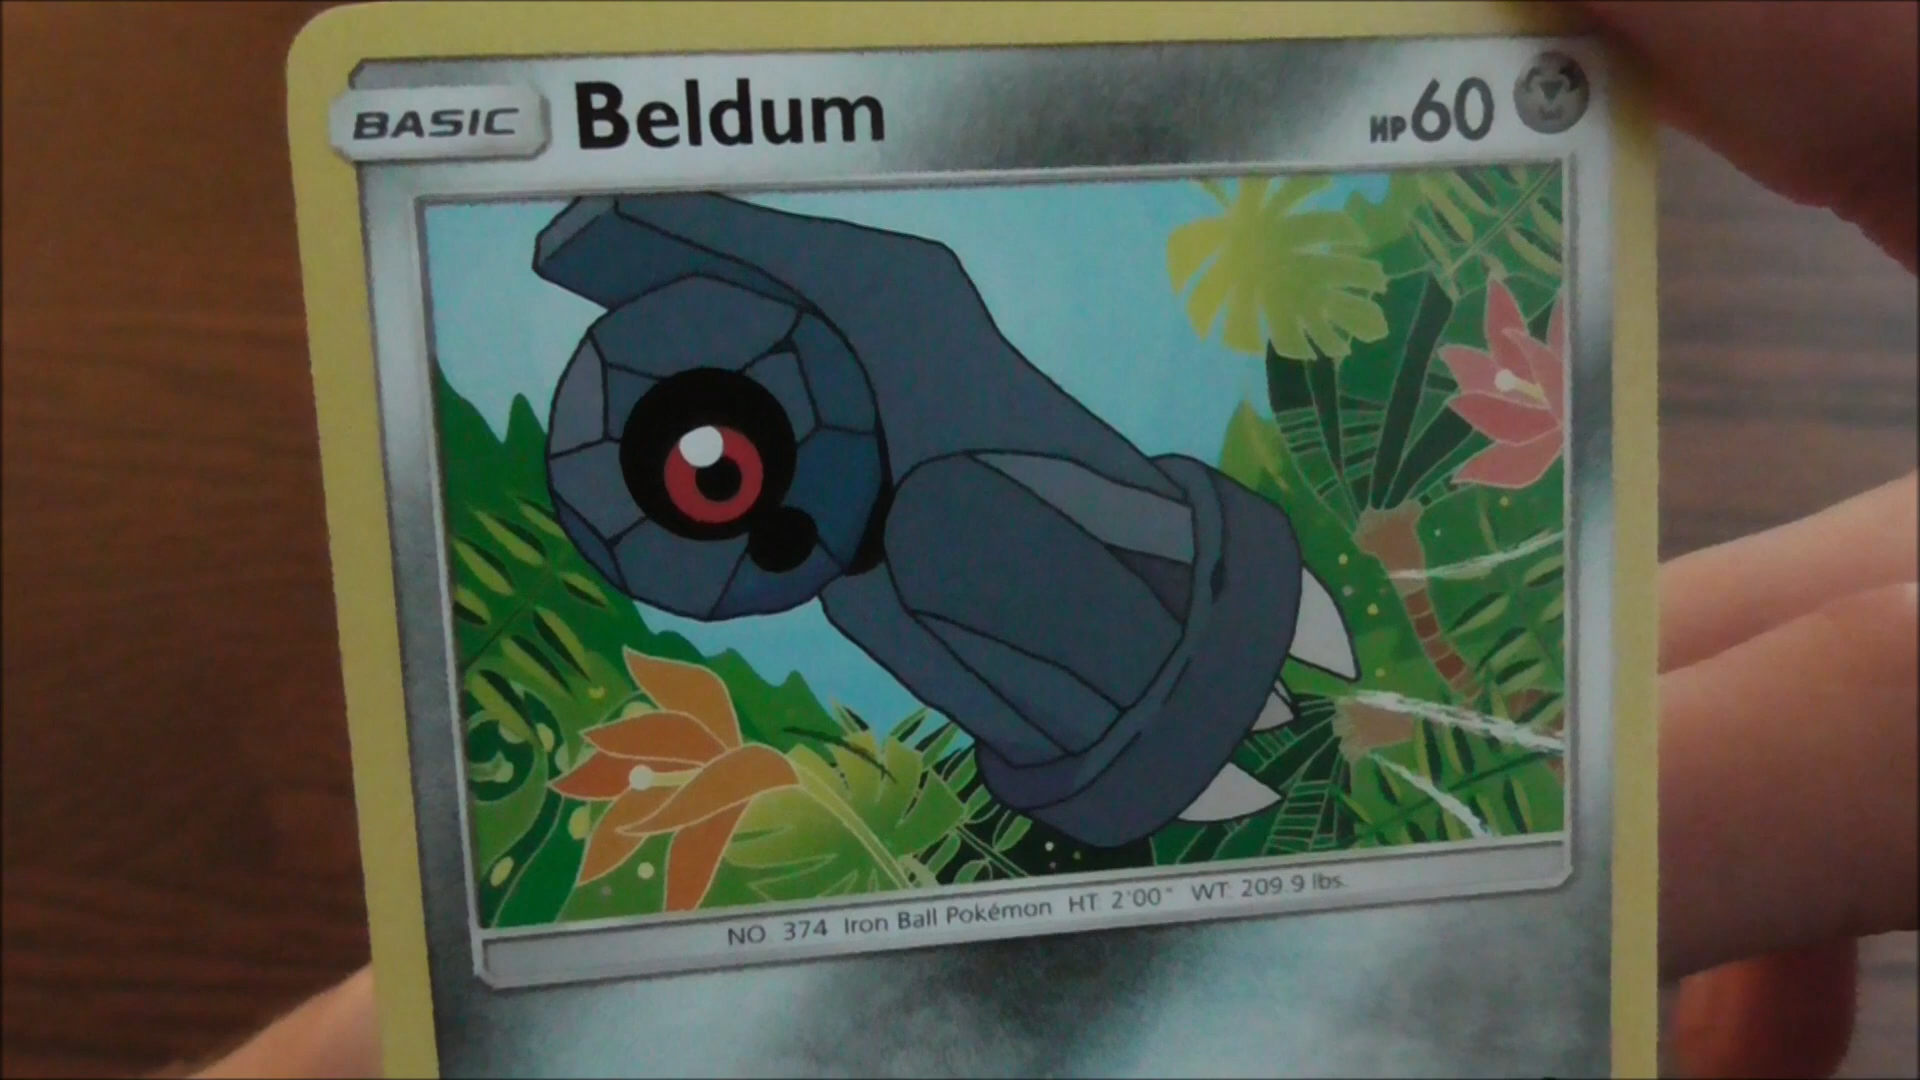 BASIC Beldum HP60
NO. 374 Iron Ball Pokémon HT: 2'00" WT: 209.9 lbs.